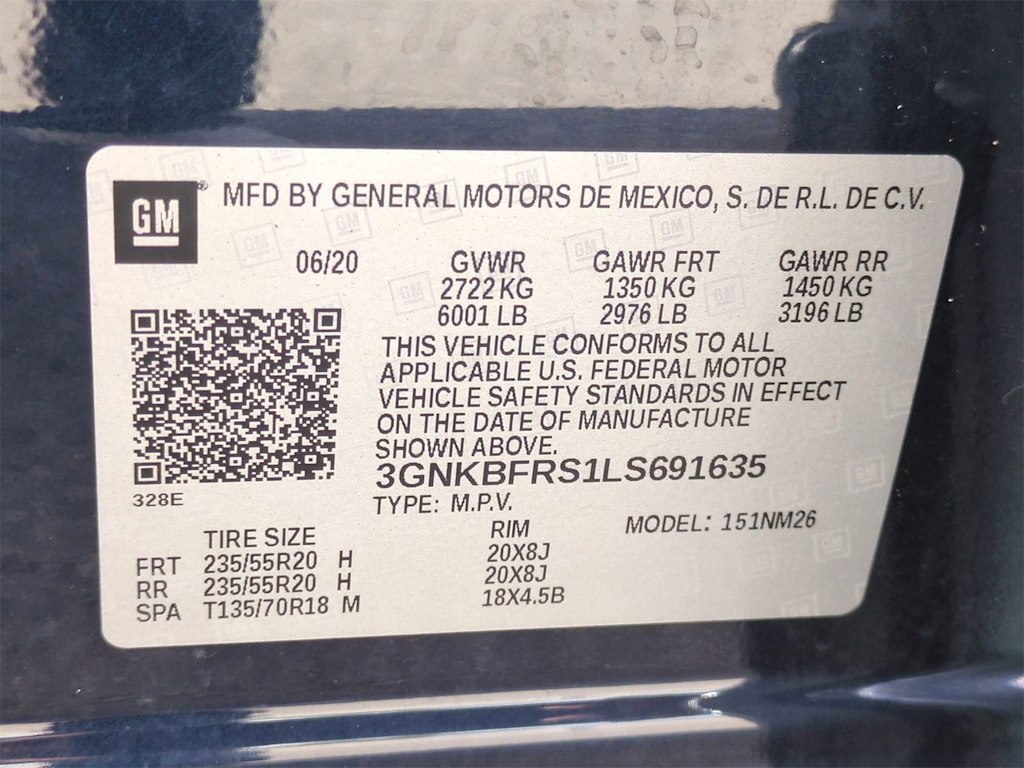 GM® MFD BY GENERAL MOTORS DE MEXICO, S. DE R.L. DE C.V.
06/20 GVWR GAWR FRT GAWR RR
2722 KG 1350 KG 1450 KG
6001 LB 2976 LB 3196 LB
THIS VEHICLE CONFORMS TO ALL
APPLICABLE U.S. FEDERAL MOTOR
VEHICLE SAFETY STANDARDS IN EFFECT
ON THE DATE OF MANUFACTURE
SHOWN ABOVE.
3GNKBFRS1LS691635
328E
TYPE: M.P.V.
MODEL: 151NM26
TIRE SIZE RIM
FRT 235/55R20 H 20X8J
RR 235/55R20 H 20X8J
SPA T135/70R18 M 18X4.5B